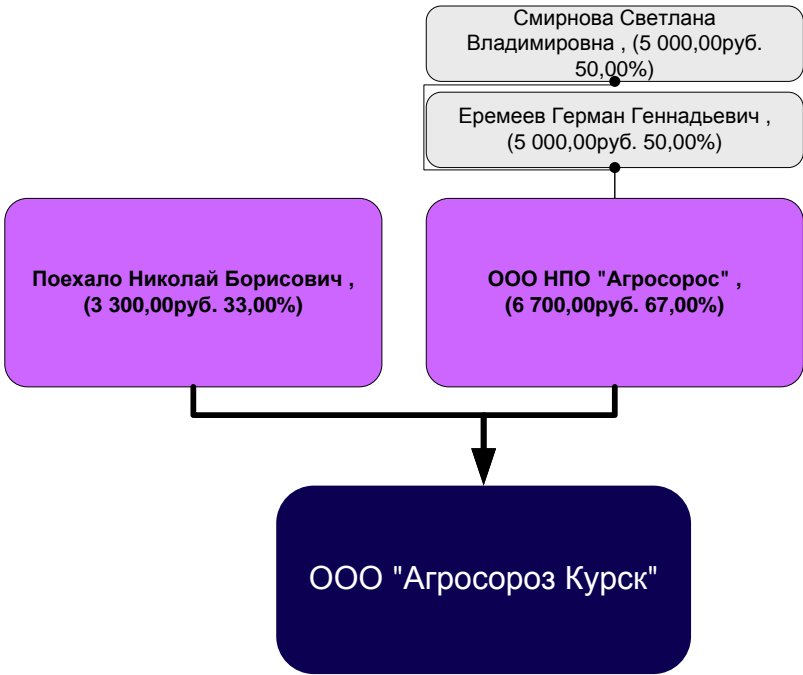 Смирнова Светлана
Владимировна , (5 000,00руб.
50,00%)
Еремеев Герман Геннадьевич ,
(5 000,00руб. 50,00%)
Поехало Николай Борисович ,
(3 300,00руб. 33,00%)
ООО НПО "Агросорос" ,
(6 700,00руб. 67,00%)
ООО "Агросороз Курск"